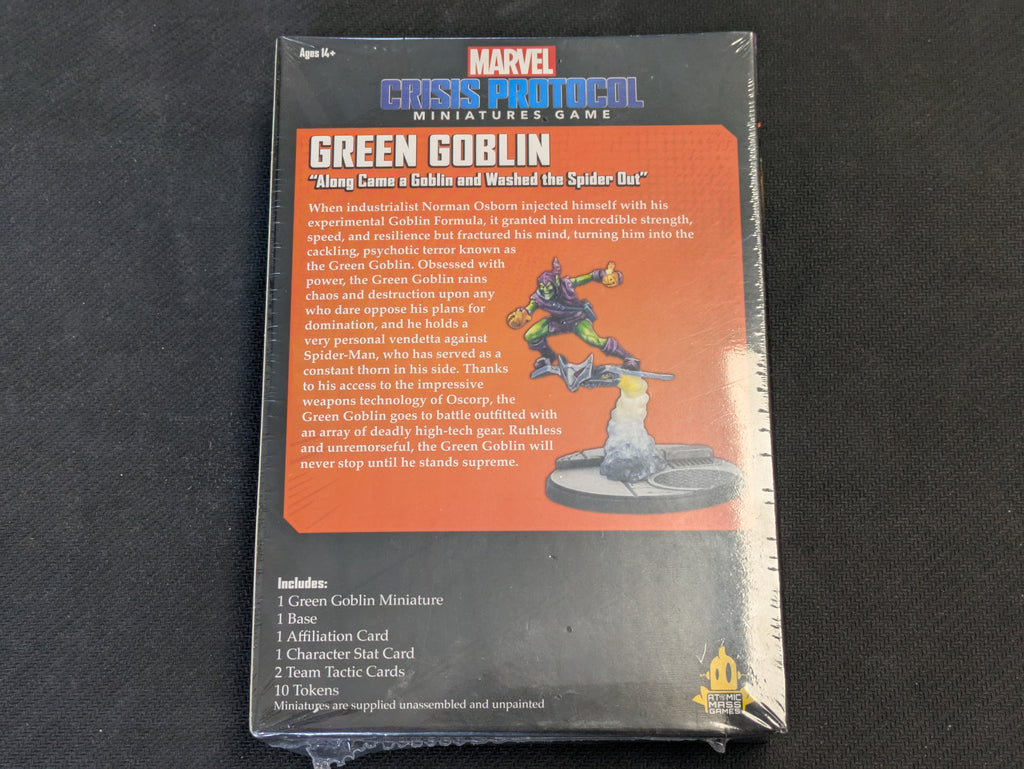 Ages 14+
MARVEL
CRISIS PROTOCOL
MINIATURES GAME
GREEN GOBLIN
"Along Came a Goblin and Washed the Spider Out"
When industrialist Norman Osborn injected himself with his
experimental Goblin Formula, it granted him incredible strength,
speed, and resilience but fractured his mind, turning him into the
cackling, psychotic terror known as
the Green Goblin. Obsessed with
power, the Green Goblin rains
chaos and destruction upon any
who dare oppose his plans for
domination, and he holds a
very personal vendetta against
Spider-Man, who has served as a
constant thorn in his side. Thanks
to his access to the impressive
weapons technology of Oscorp, the
Green Goblin goes to battle outfitted with
an array of deadly high-tech gear. Ruthless
and unremorseful, the Green Goblin will
never stop until he stands supreme.
Includes:
1 Green Goblin Miniature
1 Base
1 Affiliation Card
1 Character Stat Card
2 Team Tactic Cards
10 Tokens
Miniatures are supplied unassembled and unpainted
ATOMIC
MASS
GAMES